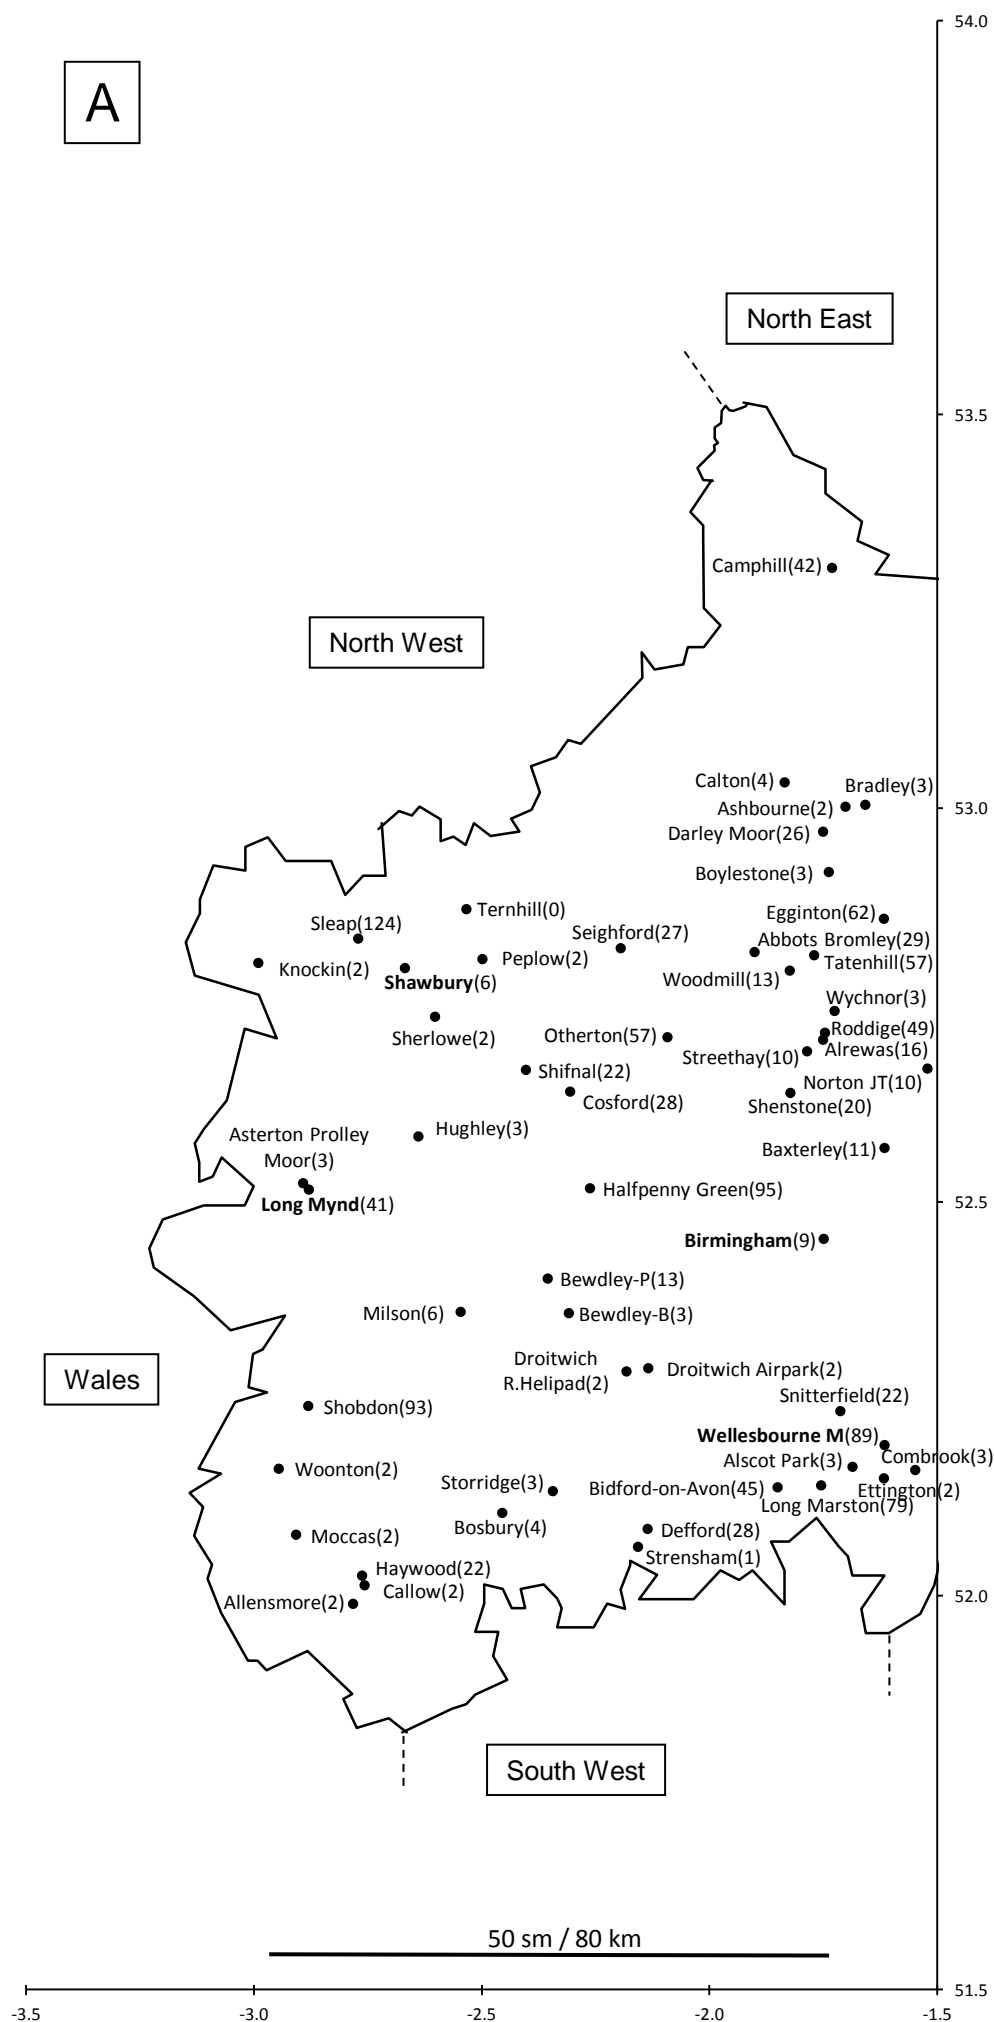 54.0
A
North East
53.5
Camphill(42)
North West
Calton(4)
Bradley(3)
Ashbourne(2)
53.0
Darley Moor(26)
Boylestone(3)
Ternhill(0)
Egginton(62)
Sleap(124)
Seighford(27)
Abbots Bromley(29)
Knockin(2)
Peplow(2)
Tatenhill(57)
Shawbury(6)
Woodmill(13)
Wychnor(3)
Sherlowe(2)
Otherton(57)
Roddige(49)
Streethay(10)
Alrewas(16)
Shifnal(22)
Norton JT(10)
Cosford(28)
Shenstone(20)
Hughley(3)
Asterton Prolley
Moor(3)
Baxterley(11)
Long Mynd(41)
Halfpenny Green(95)
52.5
Birmingham(9)
Bewdley-P(13)
Milson(6)
Bewdley-B(3)
Wales
Droitwich
R.Helipad(2)
Droitwich Airpark(2)
Snitterfield(22)
Shobdon(93)
Wellesbourne M(89)
Combrook(3)
Alscot Park(3)
Woonton(2)
Storridge(3)
Bidford-on-Avon(45)
Ettington(2)
Long Marston(79)
Bosbury(4)
Moccas(2)
Defford(28)
Strensham(1)
Haywood(22)
Callow(2)
Allensmore(2)
52.0
South West
50 sm / 80 km
51.5
-3.5
-3.0
-2.5
-2.0
-1.5